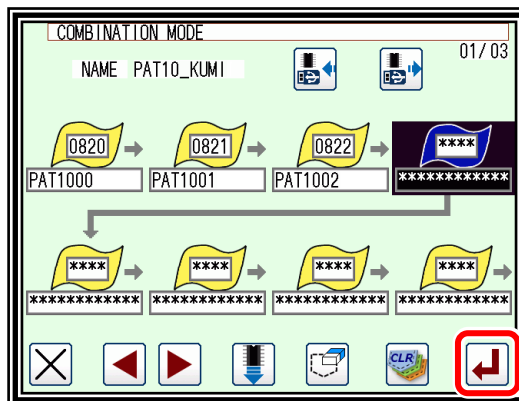 COMBINATION MODE
01/03
NAME PAT10_KUMI
0820 0821 0822 ****
PAT1000 PAT1001 PAT1002 ************
**** **** **** ****
************ ************ ************ ************
CLR